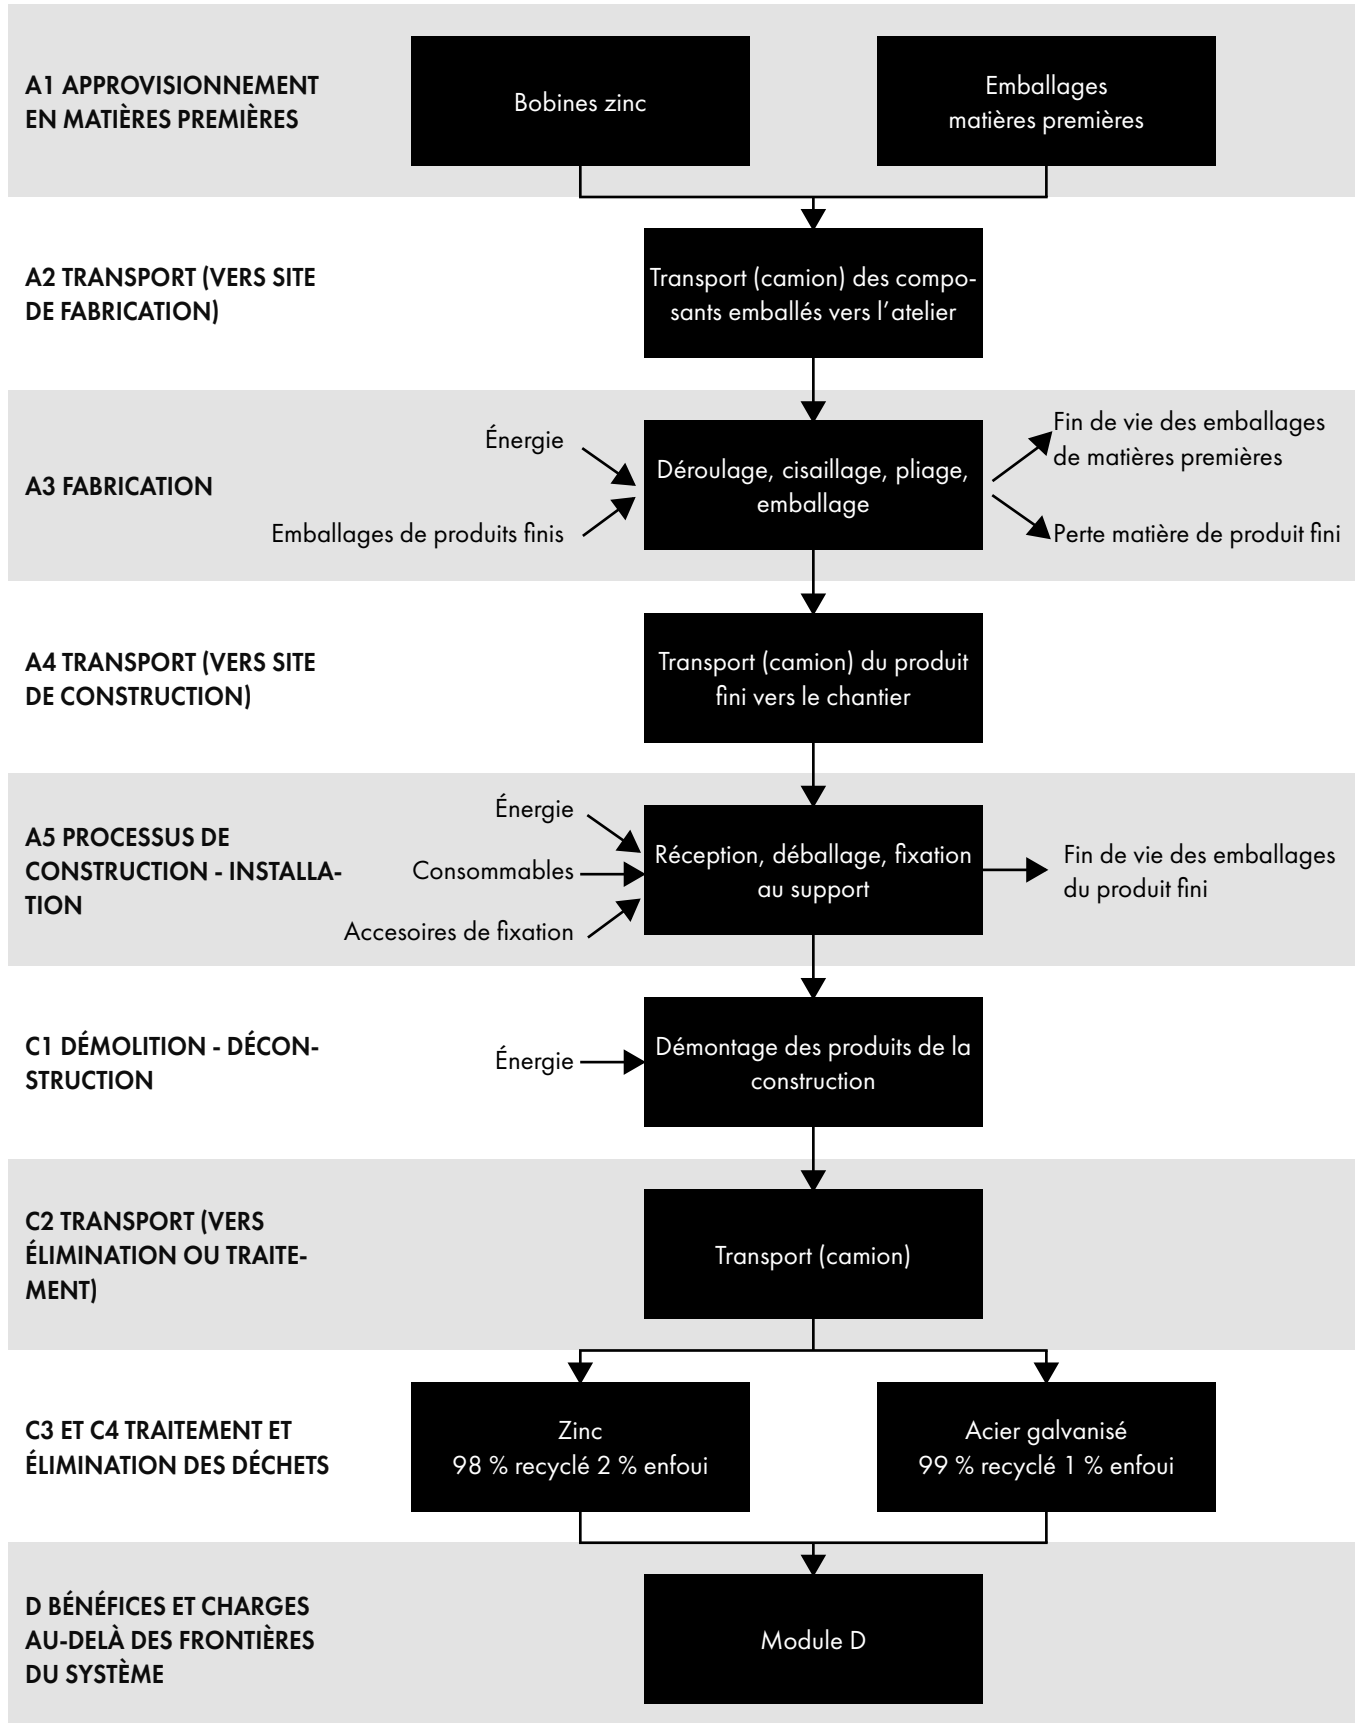 A1 APPROVISIONNEMENT
EN MATIÈRES PREMIÈRES
Bobines zinc
Emballages
matières premières
A2 TRANSPORT (VERS SITE
DE FABRICATION)
Transport (camion) des compo-
sants emballés vers l'atelier
A3 FABRICATION
Énergie
Emballages de produits finis
Déroulage, cisaillage, pliage,
emballage
Fin de vie des emballages
de matières premières
Perte matière de produit fini
A4 TRANSPORT (VERS SITE
DE CONSTRUCTION)
Transport (camion) du produit
fini vers le chantier
A5 PROCESSUS DE
CONSTRUCTION - INSTALLA-
TION
Énergie
Consommables
Accesoires de fixation
Réception, déballage, fixation
au support
Fin de vie des emballages
du produit fini
C1 DÉMOLITION - DÉCON-
STRUCTION
Énergie
Démontage des produits de la
construction
C2 TRANSPORT (VERS
ÉLIMINATION OU TRAITE-
MENT)
Transport (camion)
C3 ET C4 TRAITEMENT ET
ÉLIMINATION DES DÉCHETS
Zinc
98 % recyclé 2 % enfoui
Acier galvanisé
99 % recyclé 1 % enfoui
D BÉNÉFICES ET CHARGES
AU-DELÀ DES FRONTIÈRES
DU SYSTÈME
Module D